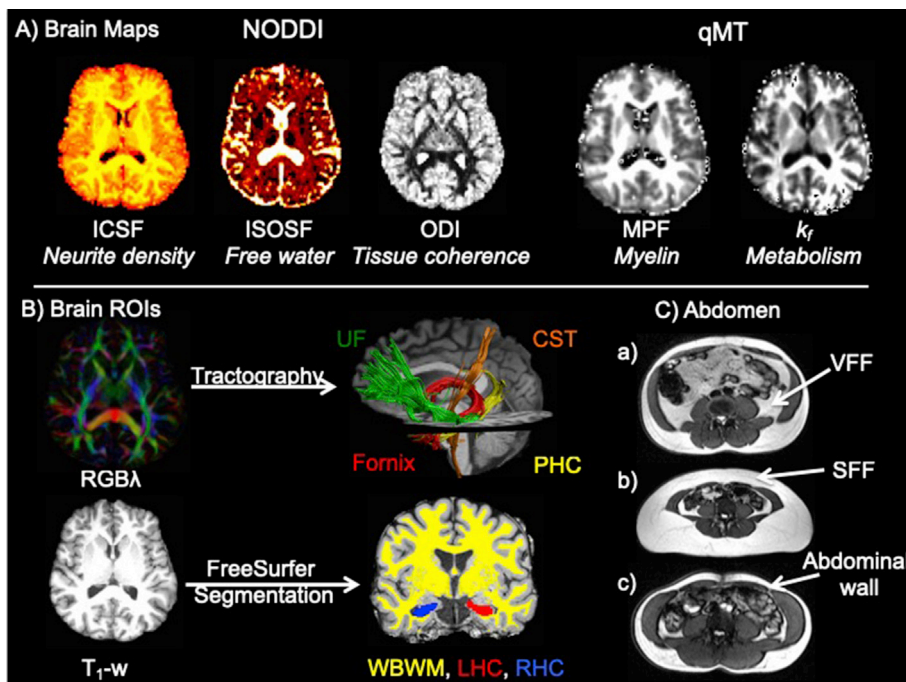 A) Brain Maps
NODDI
qMT
ICSF
Neurite density
ISOSF
Free water
ODI
Tissue coherence
MPF
Myelin
kf
Metabolism
B) Brain ROIs
RGBλ
Tractography
UF
CST
Fornix
PHC
T1-w
FreeSurfer
Segmentation
WBWM, LHC, RHC
C) Abdomen
a)
VFF
b)
SFF
c)
Abdominal
wall